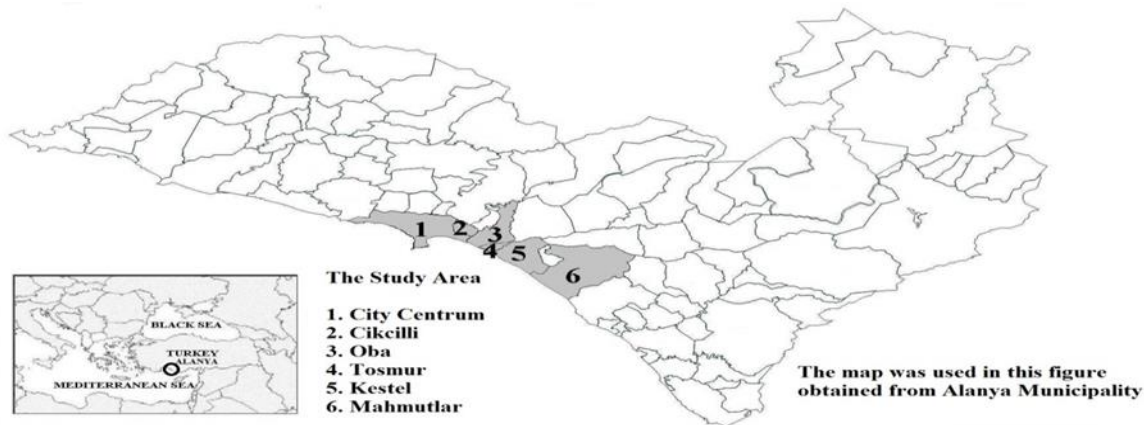 1
2
3
4
5
6
The Study Area
1. City Centrum
2. Cikcilli
3. Oba
4. Tosmur
5. Kestel
6. Mahmutlar
BLACK SEA
TURKEY
ALANYA
MEDITERRANEAN SEA
The map was used in this figure
obtained from Alanya Municipality